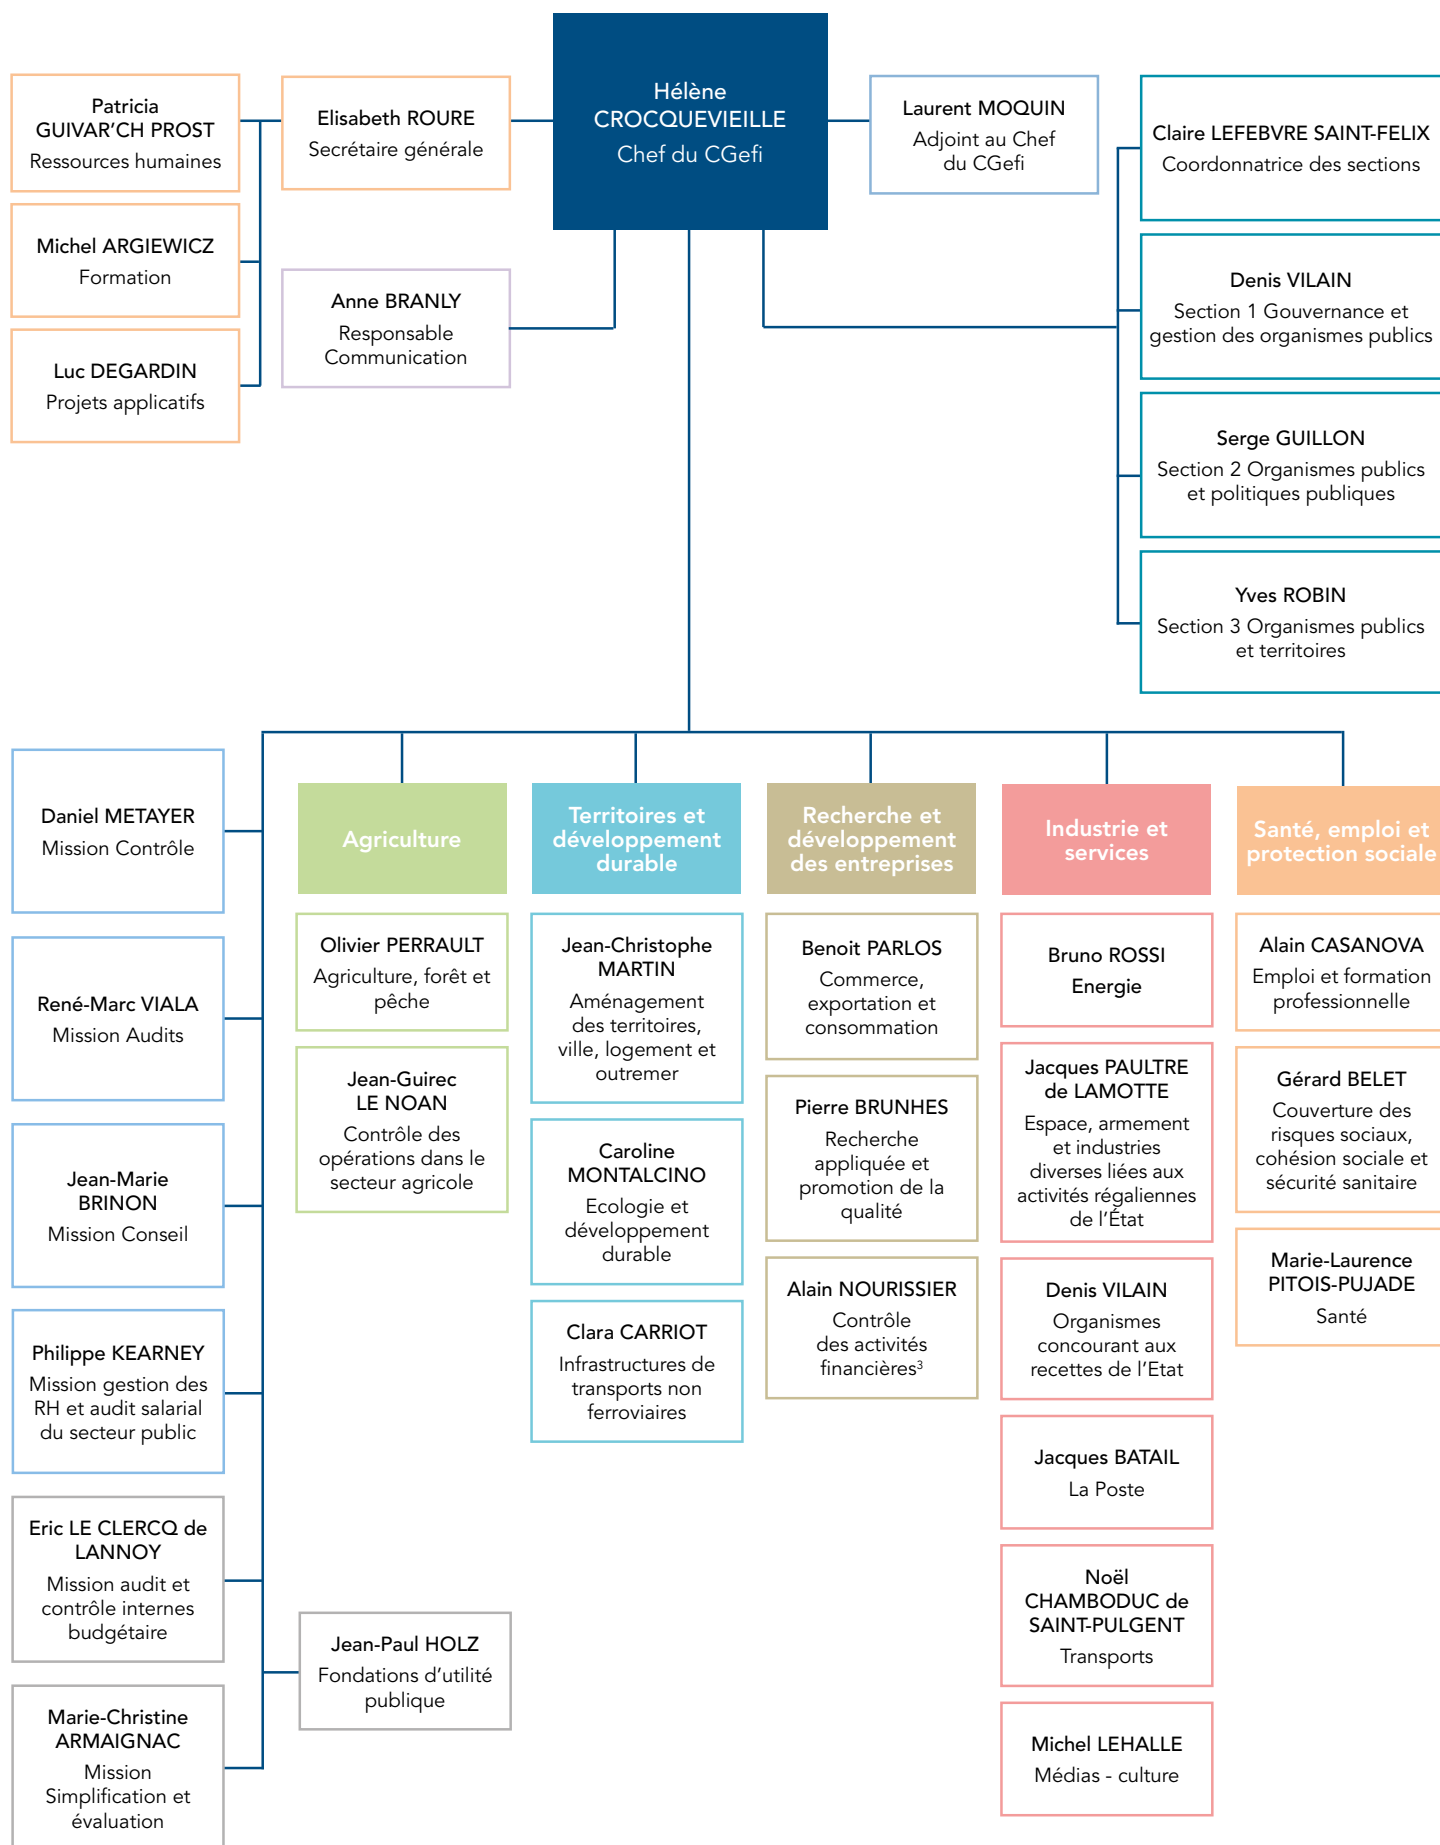 Hélène
CROCQUEVIEILLE
Chef du CGefi
Patricia
GUIVAR'CH PROST
Ressources humaines
Elisabeth ROURE
Secrétaire générale
Laurent MOQUIN
Adjoint au Chef
du CGefi
Claire LEFEBVRE SAINT-FELIX
Coordonnatrice des sections
Michel ARGIEWICZ
Formation
Anne BRANLY
Responsable
Communication
Denis VILAIN
Section 1 Gouvernance et
gestion des organismes publics
Luc DEGARDIN
Projets applicatifs
Serge GUILLON
Section 2 Organismes publics
et politiques publiques
Yves ROBIN
Section 3 Organismes publics
et territoires
Daniel METAYER
Mission Contrôle
René-Marc VIALA
Mission Audits
Jean-Marie
BRINON
Mission Conseil
Philippe KEARNEY
Mission gestion des
RH et audit salarial
du secteur public
Eric LE CLERCQ de
LANNOY
Mission audit et
contrôle internes
budgétaire
Marie-Christine
ARMAIGNAC
Mission
Simplification et
évaluation
Agriculture
Olivier PERRAULT
Agriculture, forêt et
pêche
Jean-Guirec
LE NOAN
Contrôle des
opérations dans le
secteur agricole
Jean-Paul HOLZ
Fondations d'utilité
publique
Territoires et
développement
durable
Jean-Christophe
MARTIN
Aménagement
des territoires,
ville, logement et
outremer
Caroline
MONTALCINO
Ecologie et
développement
durable
Clara CARRIOT
Infrastructures de
transports non
ferroviaires
Recherche et
développement
des entreprises
Benoit PARLOS
Commerce,
exportation et
consommation
Pierre BRUNHES
Recherche
appliquée et
promotion de la
qualité
Alain NOURISSIER
Contrôle
des activités
financières³
Industrie et
services
Bruno ROSSI
Energie
Jacques PAULTRE
de LAMOTTE
Espace, armement
et industries
diverses liées aux
activités régaliennes
de l'État
Denis VILAIN
Organismes
concourant aux
recettes de l'Etat
Jacques BATAIL
La Poste
Noël
CHAMBODUC de
SAINT-PULGENT
Transports
Michel LEHALLE
Médias - culture
Santé, emploi et
protection sociale
Alain CASANOVA
Emploi et formation
professionnelle
Gérard BELET
Couverture des
risques sociaux,
cohésion sociale et
sécurité sanitaire
Marie-Laurence
PITOIS-PUJADE
Santé